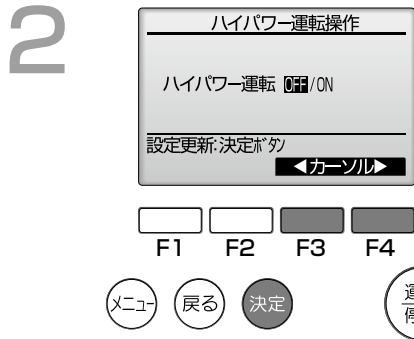 2
ハイパワー運転操作
ハイパワー運転 OFF/ON
設定更新:決定ボタン
◀カーソル▶
F1 F2 F3 F4
メニュー 戻る 決定